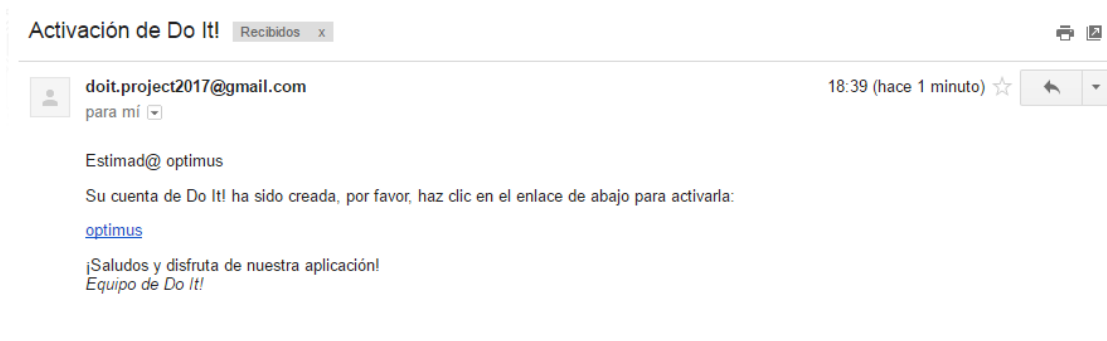 Activación de Do It! Recibidos x
doit.project2017@gmail.com 18:39 (hace 1 minuto)
para mí
Estimad@ optimus
Su cuenta de Do It! ha sido creada, por favor, haz clic en el enlace de abajo para activarla:
optimus
¡Saludos y disfruta de nuestra aplicación!
Equipo de Do It!